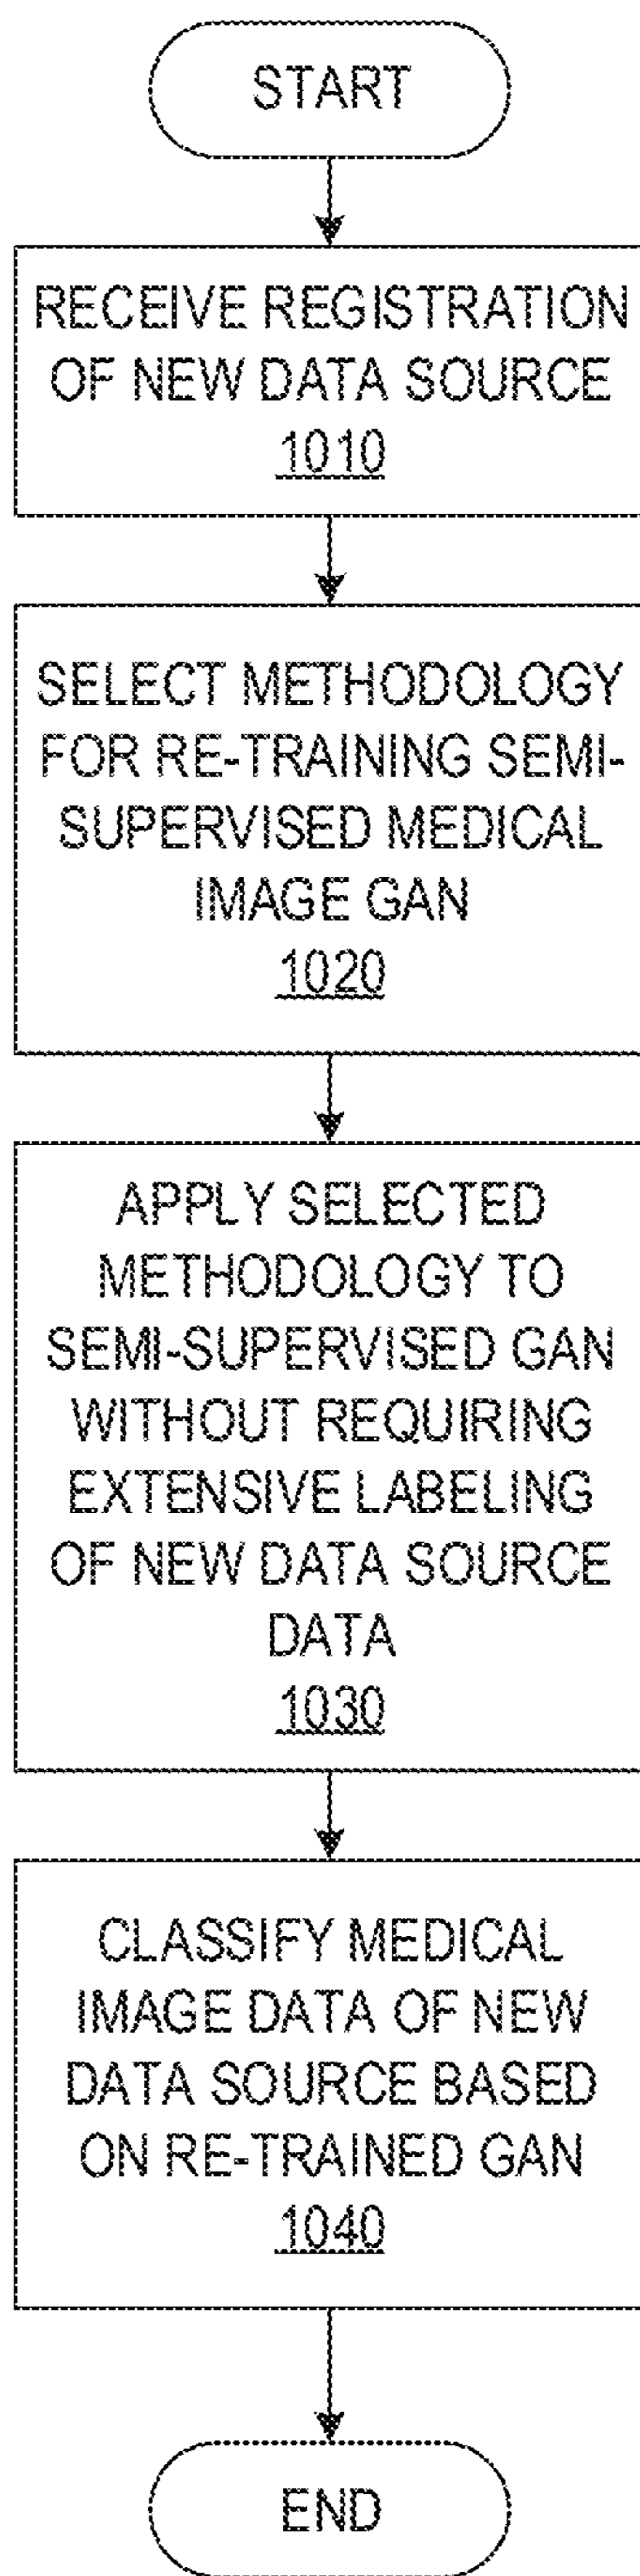 START
RECEIVE REGISTRATION
OF NEW DATA SOURCE
1010
SELECT METHODOLOGY
FOR RE-TRAINING SEMI-
SUPERVISED MEDICAL
IMAGE GAN
1020
APPLY SELECTED
METHODOLOGY TO
SEMI-SUPERVISED GAN
WITHOUT REQUIRING
EXTENSIVE LABELING
OF NEW DATA SOURCE
DATA
1030
CLASSIFY MEDICAL
IMAGE DATA OF NEW
DATA SOURCE BASED
ON RE-TRAINED GAN
1040
END